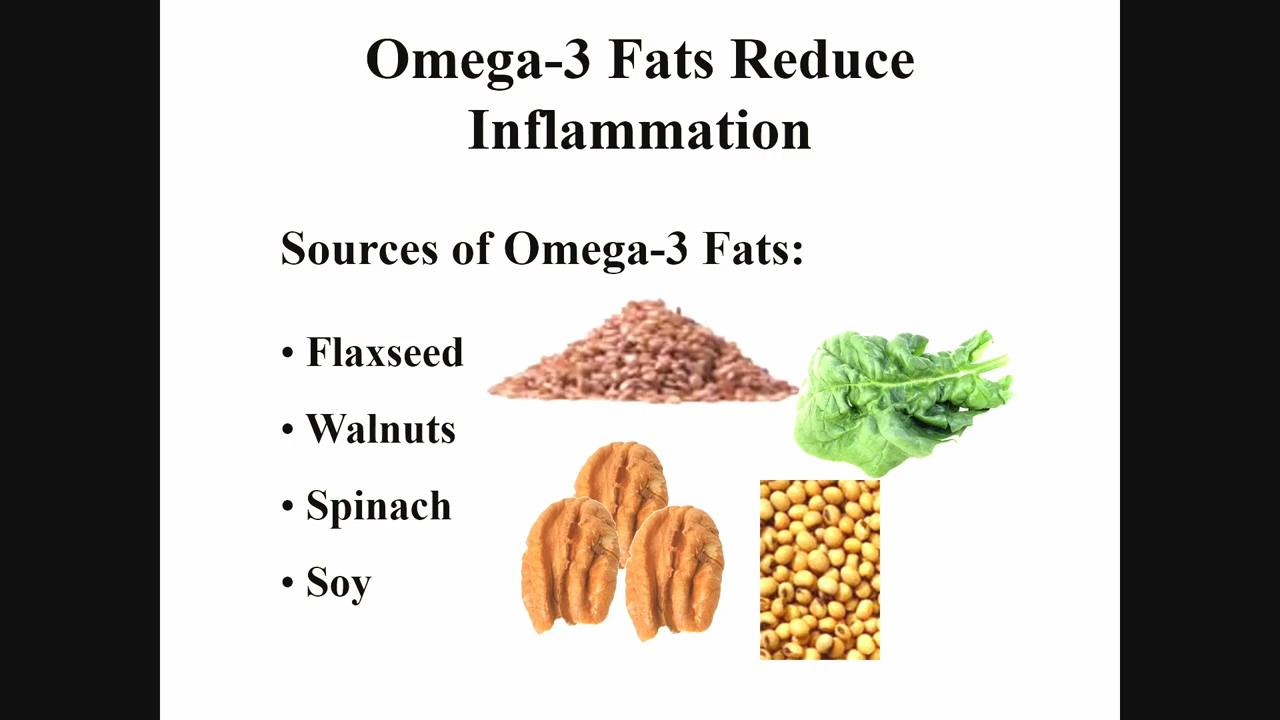 Omega-3 Fats Reduce
Inflammation
Sources of Omega-3 Fats:
• Flaxseed
• Walnuts
• Spinach
• Soy